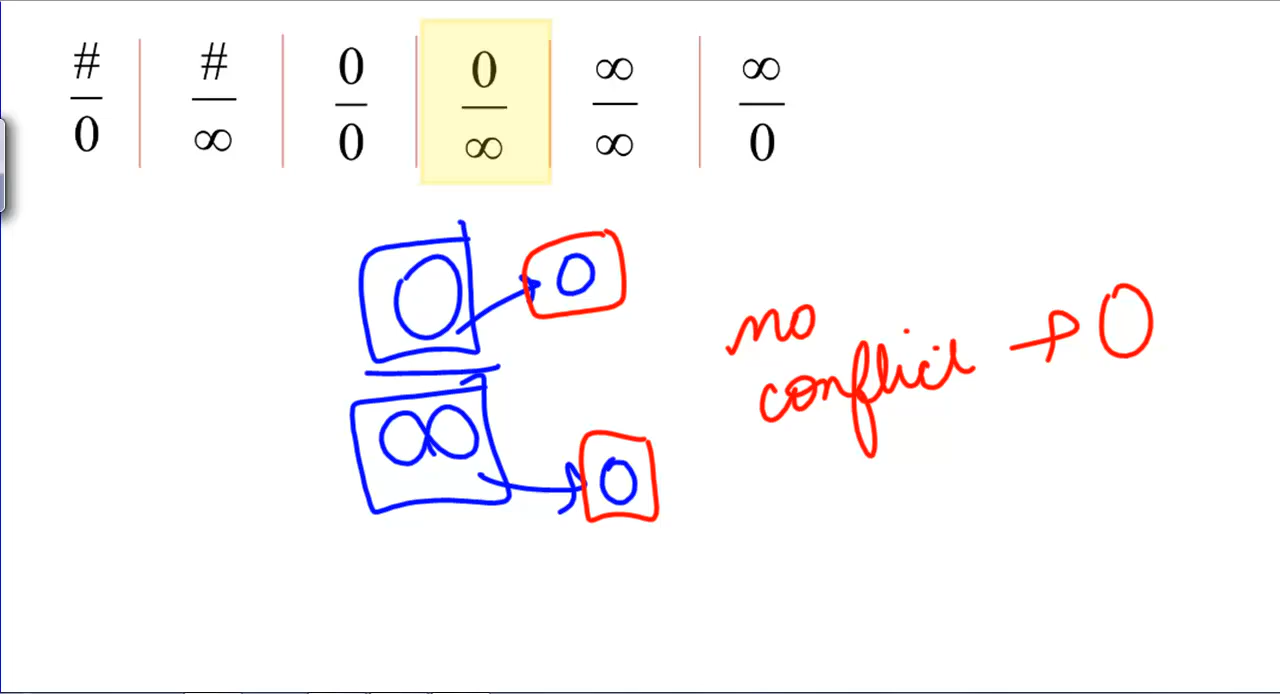 # # 0 0 ∞ ∞
0 ∞ 0 ∞ ∞ 0
0 0
∞ 0
no
conflict → 0